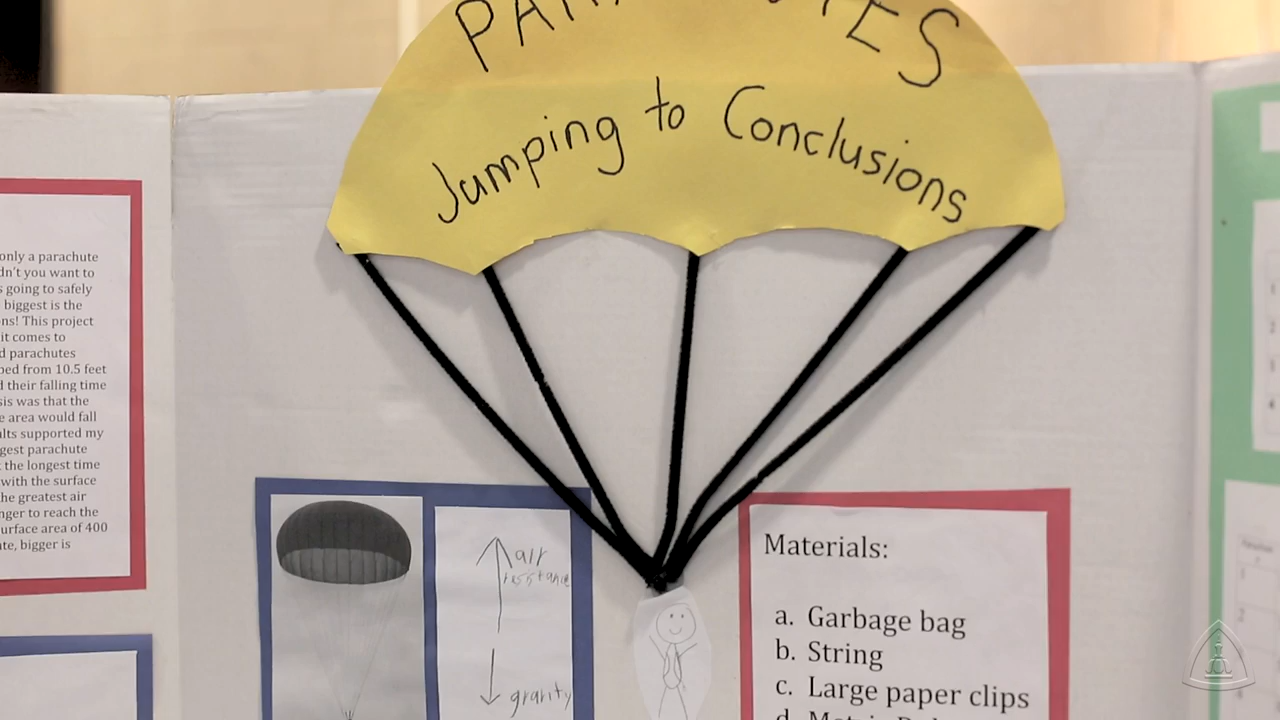 PARACHUTES
Jumping to Conclusions
only a parachute
dn't you want to
s going to safely
biggest is the
ns! This project
it comes to
d parachutes
ped from 10.5 feet
d their falling time
sis was that the
e area would fall
lts supported my
gest parachute
the longest time
with the surface
he greatest air
nger to reach the
urface area of 400
te, bigger is
air
resistance
gravity
Materials:
a. Garbage bag
b. String
c. Large paper clips
d.